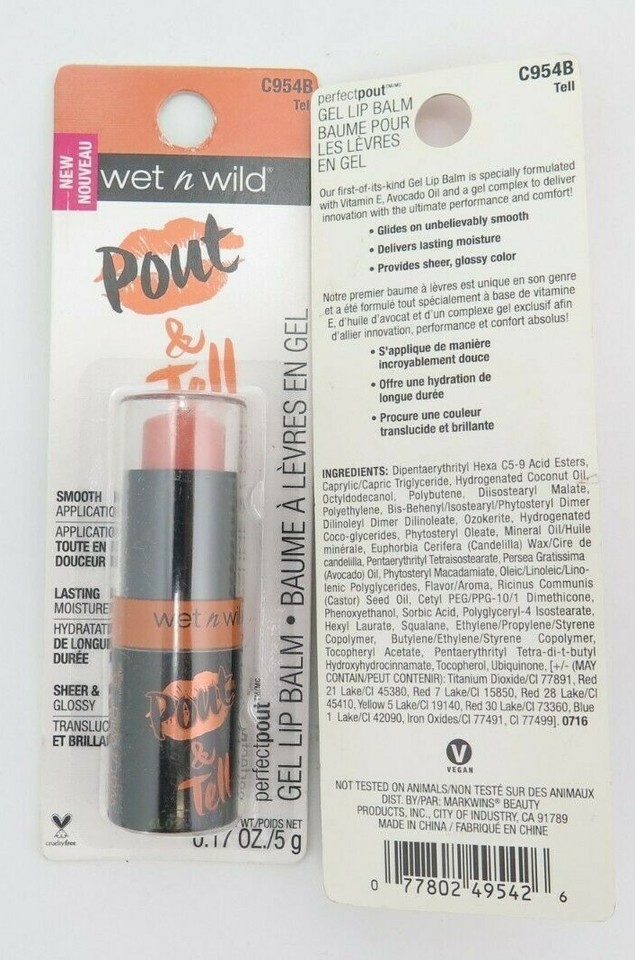 C954B
Tell
NEW
NOUVEAU
wet n wild®
Pout
&
Tell
SMOOTH
APPLICATIO
APPLICATIO
TOUTE EN
DOUCEUR
LASTING
MOISTURE
HYDRATATI
DE LONGU
DURÉE
SHEER &
GLOSSY
TRANSLUC
ET BRILLA
wet n wild
Pout
&
Tell
perfectpout™/MC
GEL LIP BALM • BAUME À LÈVRES EN GEL
WT./POIDS NET
0.17 OZ./5 g
crueltyfree
C954B
Tell
perfectpout™/MC
GEL LIP BALM
BAUME POUR
LES LÈVRES
EN GEL
Our first-of-its-kind Gel Lip Balm is specially formulated
with Vitamin E, Avocado Oil and a gel complex to deliver
innovation with the ultimate performance and comfort!
• Glides on unbelievably smooth
• Delivers lasting moisture
• Provides sheer, glossy color
Notre premier baume à lèvres est unique en son genre
et a été formulé tout spécialement à base de vitamine
E, d'huile d'avocat et d'un complexe gel exclusif afin
d'allier innovation, performance et confort absolus!
• S'applique de manière
incroyablement douce
• Offre une hydration de
longue durée
• Procure une couleur
translucide et brillante
INGREDIENTS: Dipentaerythrityl Hexa C5-9 Acid Esters,
Caprylic/Capric Triglyceride, Hydrogenated Coconut Oil,
Octyldodecanol, Polybutene, Diisostearyl Malate,
Polyethylene, Bis-Behenyl/Isostearyl/Phytosteryl Dimer
Dilinoleyl Dimer Dilinoleate, Ozokerite, Hydrogenated
Coco-glycerides, Phytosteryl Oleate, Mineral Oil/Huile
minérale, Euphorbia Cerifera (Candelilla) Wax/Cire de
candelilla, Pentaerythrityl Tetraisostearate, Persea Gratissima
(Avocado) Oil, Phytosteryl Macadamiate, Oleic/Linoleic/Lino-
lenic Polyglycerides, Flavor/Aroma, Ricinus Communis
(Castor) Seed Oil, Cetyl PEG/PPG-10/1 Dimethicone,
Phenoxyethanol, Sorbic Acid, Polyglyceryl-4 Isostearate,
Hexyl Laurate, Squalane, Ethylene/Propylene/Styrene
Copolymer, Butylene/Ethylene/Styrene Copolymer,
Tocopheryl Acetate, Pentaerythrityl Tetra-di-t-butyl
Hydroxyhydrocinnamate, Tocopherol, Ubiquinone, [+/- (MAY
CONTAIN/PEUT CONTENIR): Titanium Dioxide/CI 77891, Red
21 Lake/CI 45380, Red 7 Lake/CI 15850, Red 28 Lake/CI
45410, Yellow 5 Lake/CI 19140, Red 30 Lake/CI 73360, Blue
1 Lake/CI 42090, Iron Oxides/CI 77491, CI 77499]. 0716
V
VEGAN
NOT TESTED ON ANIMALS/NON TESTÉ SUR DES ANIMAUX
DIST. BY/PAR: MARKWINS® BEAUTY
PRODUCTS, INC., CITY OF INDUSTRY, CA 91789
MADE IN CHINA / FABRIQUÉ EN CHINE
0 77802 49542 6